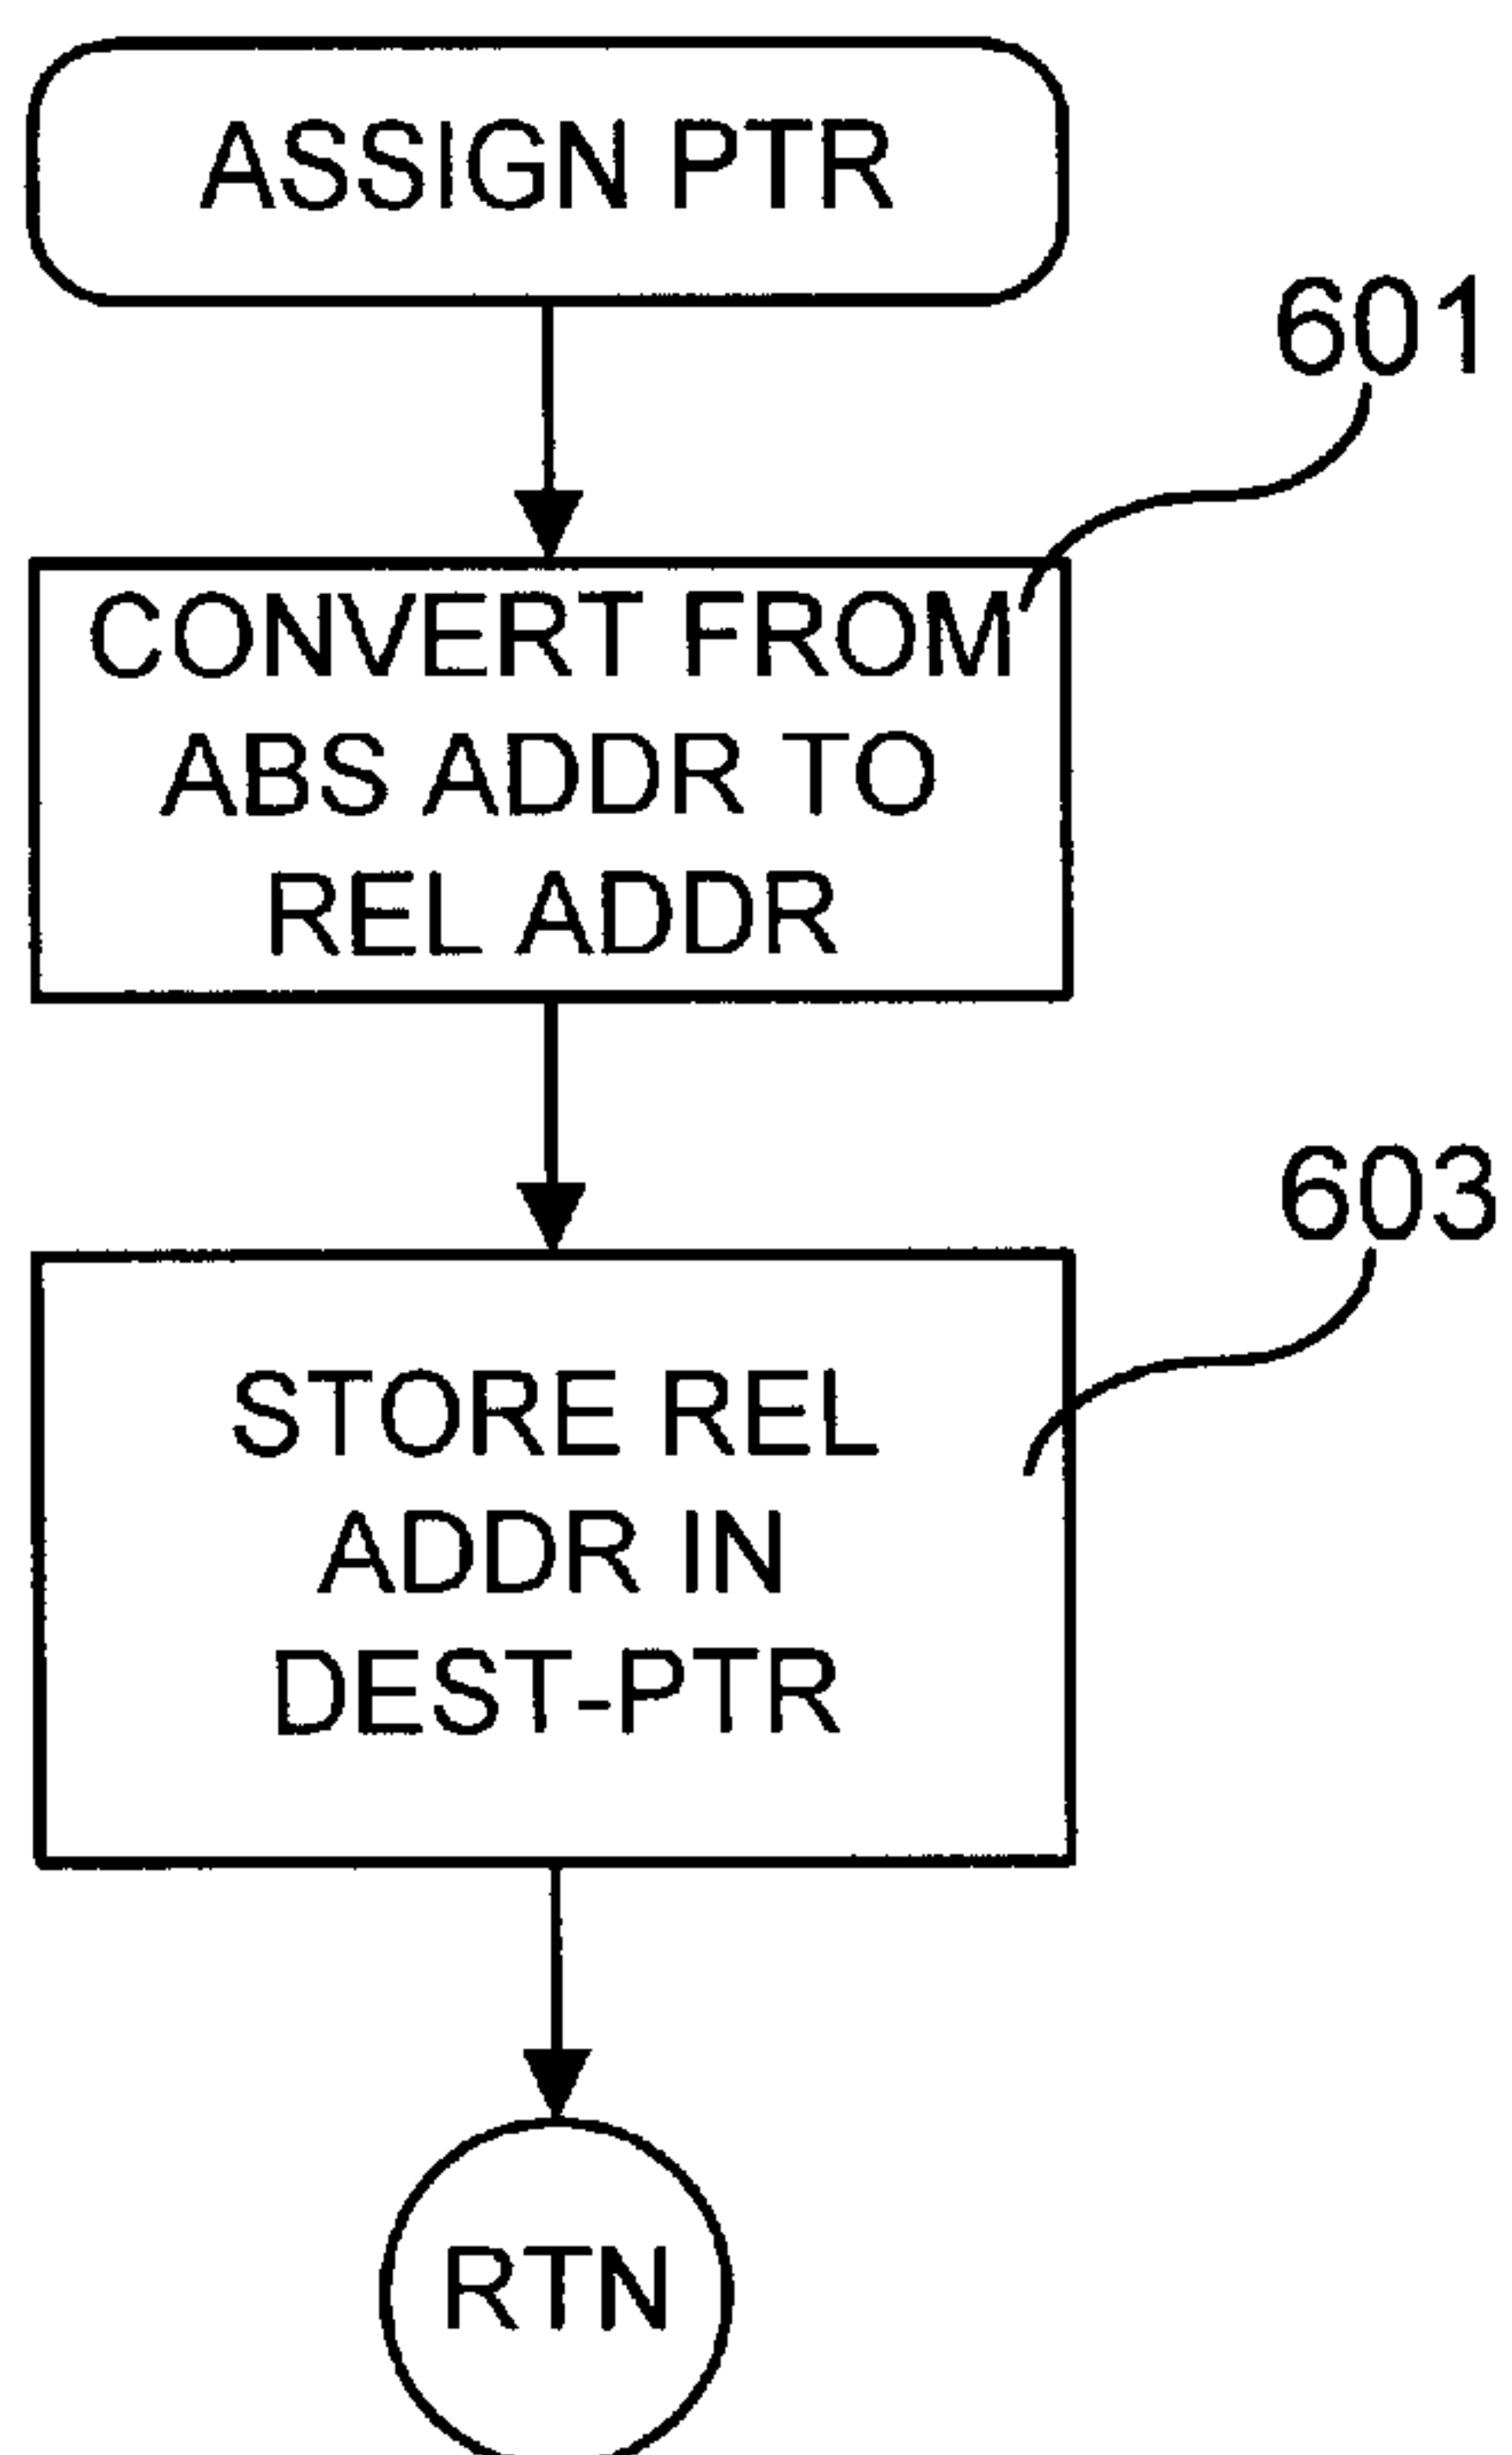 ASSIGN PTR
601
CONVERT FROM
ABS ADDR TO
REL ADDR
603
STORE REL
ADDR IN
DEST-PTR
RTN